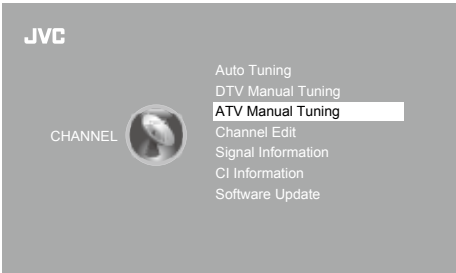 JVC
Auto Tuning
DTV Manual Tuning
ATV Manual Tuning
CHANNEL
Channel Edit
Signal Information
CI Information
Software Update